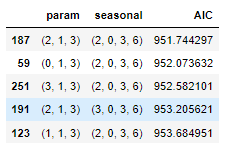 param seasonal AIC
187 (2, 1, 3) (2, 0, 3, 6) 951.744297
59 (0, 1, 3) (2, 0, 3, 6) 952.073632
251 (3, 1, 3) (2, 0, 3, 6) 952.582101
191 (2, 1, 3) (3, 0, 3, 6) 953.205621
123 (1, 1, 3) (2, 0, 3, 6) 953.684951